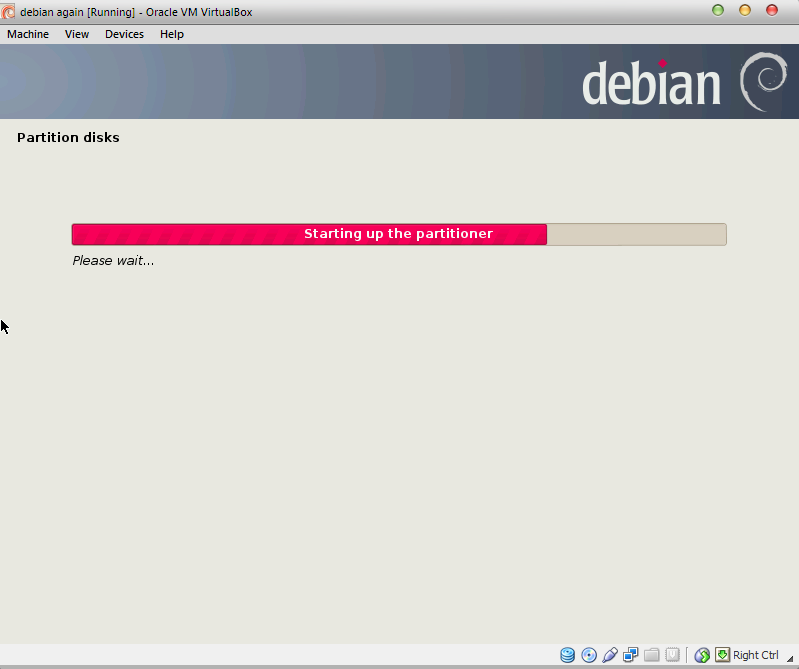 debian again [Running] - Oracle VM VirtualBox
Machine View Devices Help
debian
Partition disks
Starting up the partitioner
Please wait...
Right Ctrl